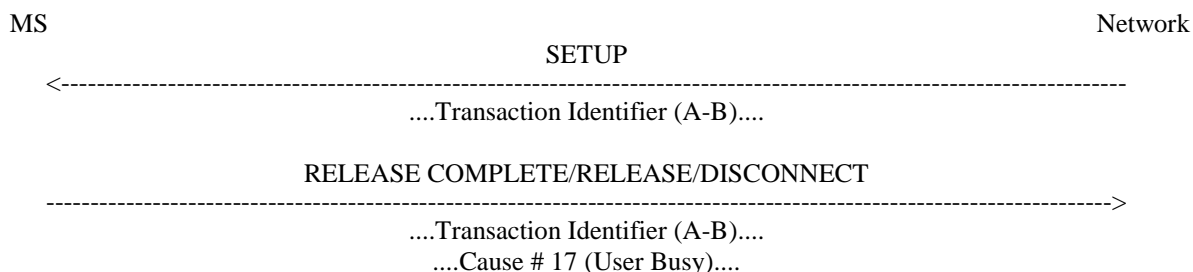 MS Network
SETUP
<------------------------------------------------------------------------------------------------------------------------
....Transaction Identifier (A-B)....
RELEASE COMPLETE/RELEASE/DISCONNECT
------------------------------------------------------------------------------------------------------------------------>
....Transaction Identifier (A-B)....
....Cause # 17 (User Busy)....